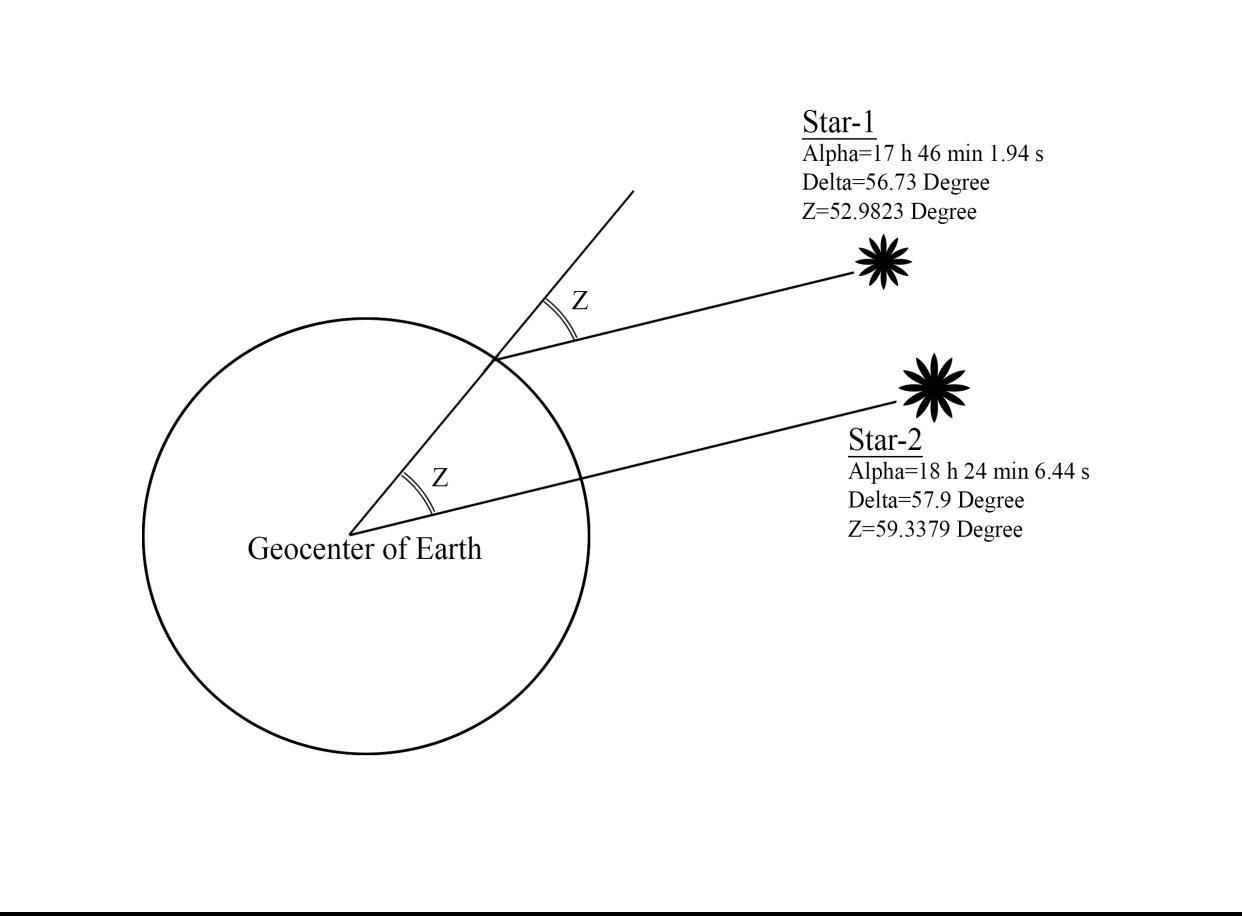 Star-1
Alpha=17 h 46 min 1.94 s
Delta=56.73 Degree
Z=52.9823 Degree
Z
Star-2
Alpha=18 h 24 min 6.44 s
Delta=57.9 Degree
Z=59.3379 Degree
Z
Geocenter of Earth